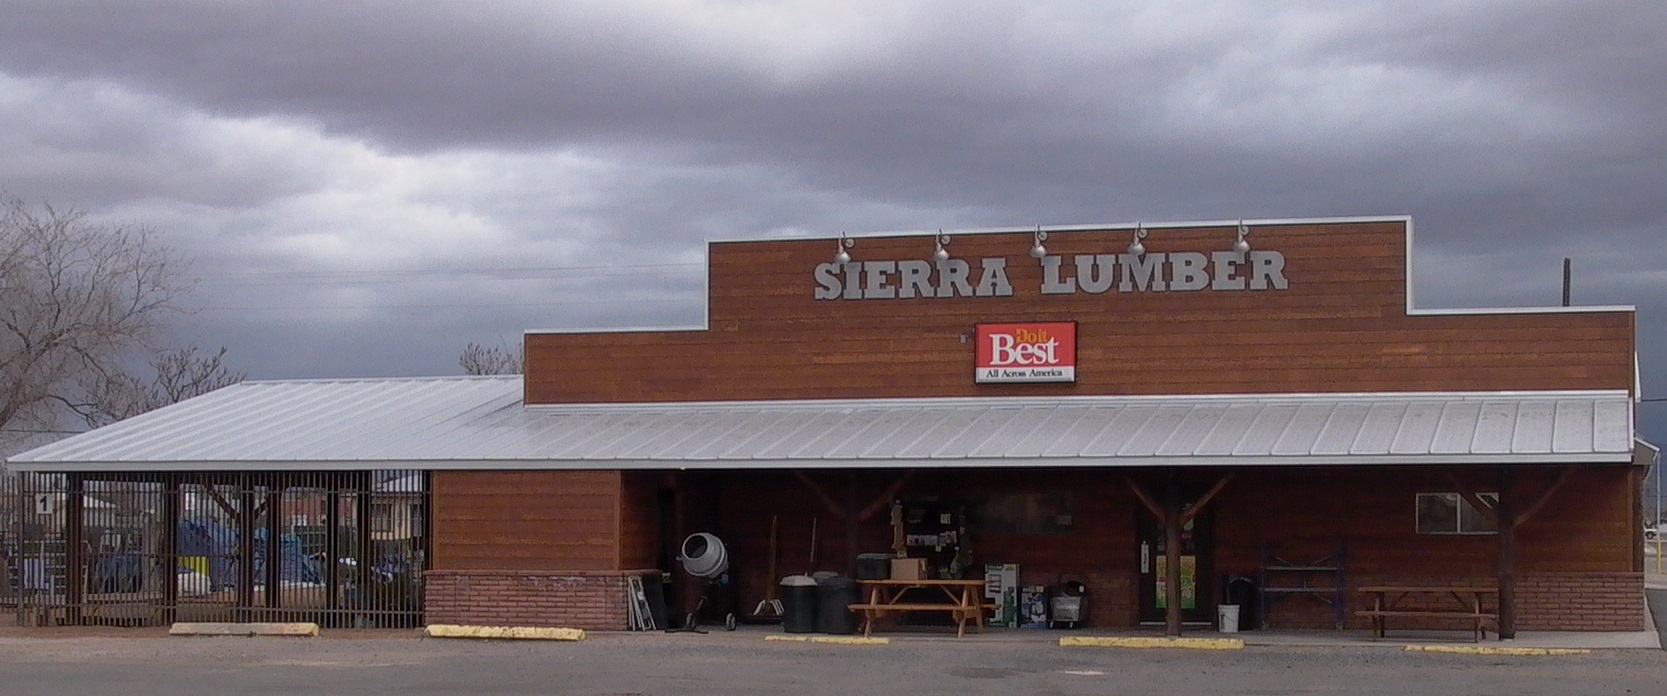 SIERRA LUMBER
Do it
Best
All Across America
1